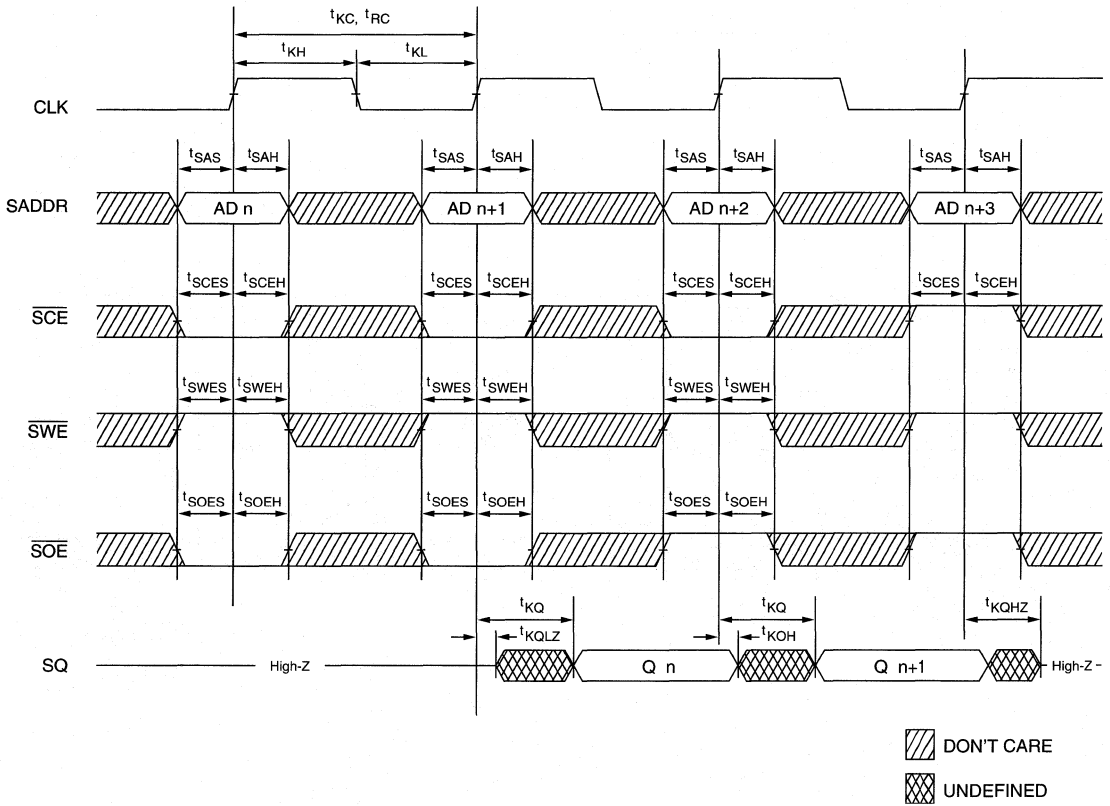 tKC, tRC
tKH tKL
CLK
tSAS tSAH tSAS tSAH tSAS tSAH tSAS tSAH
SADDR AD n AD n+1 AD n+2 AD n+3
tSCES tSCEH tSCES tSCEH tSCES tSCEH tSCES tSCEH
SCE
tSWES tSWEH tSWES tSWEH tSWES tSWEH
SWE
tSOES tSOEH tSOES tSOEH tSOES tSOEH
SOE
tKQ tKQ tKQHZ
tKQLZ tKOH
SQ High-Z Q n Q n+1 High-Z
DON'T CARE
UNDEFINED